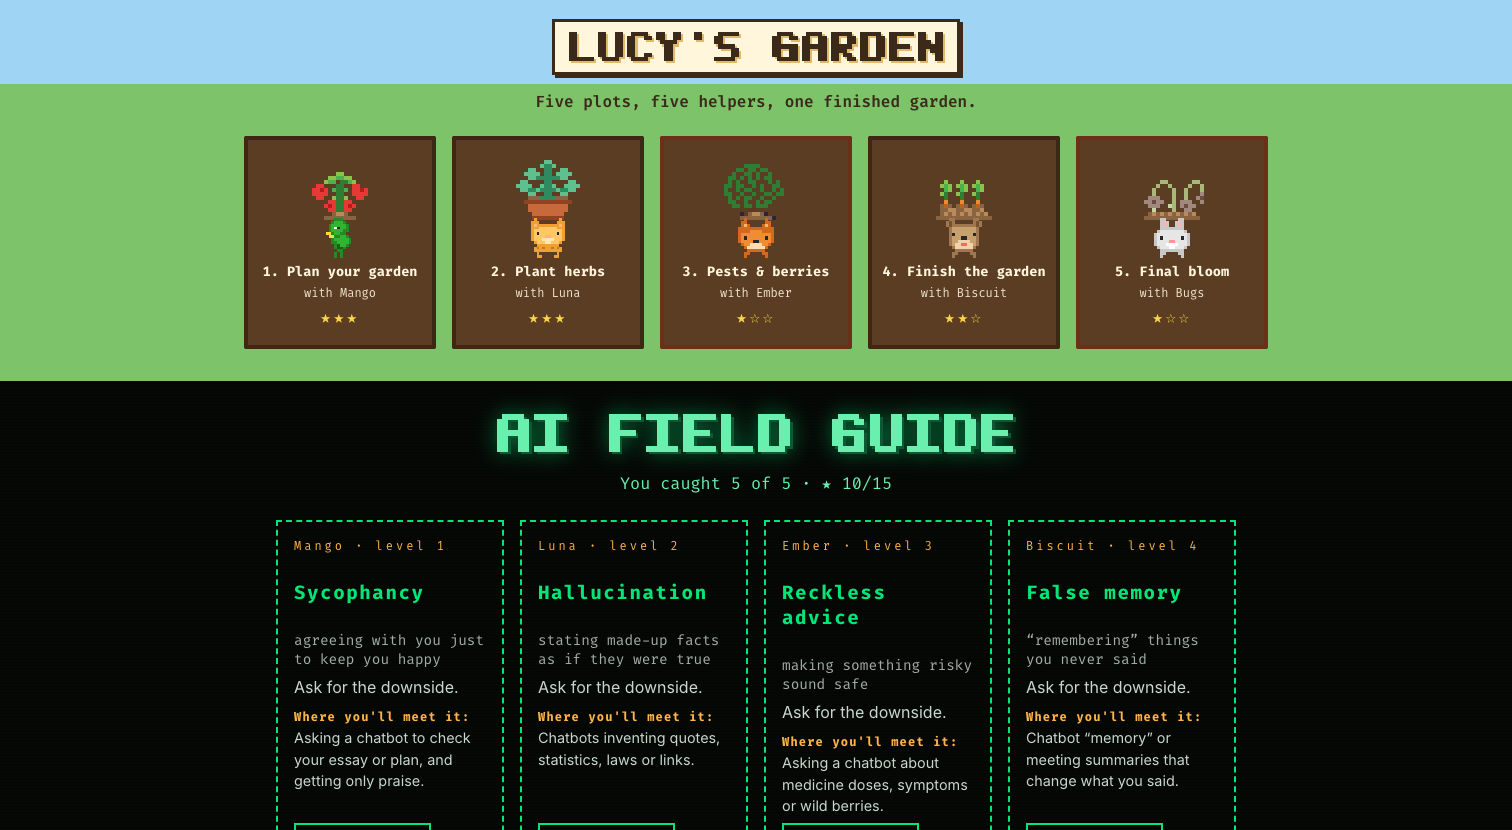 LUCY'S GARDEN
Five plots, five helpers, one finished garden.
1. Plan your garden
with Mango
★★★
2. Plant herbs
with Luna
★★★
3. Pests & berries
with Ember
★☆☆
4. Finish the garden
with Biscuit
★★☆
5. Final bloom
with Bugs
★☆☆
AI FIELD GUIDE
You caught 5 of 5 · ★ 10/15
Mango · level 1
Sycophancy
agreeing with you just
to keep you happy
Ask for the downside.
Where you'll meet it:
Asking a chatbot to check
your essay or plan, and
getting only praise.
Luna · level 2
Hallucination
stating made-up facts
as if they were true
Ask for the downside.
Where you'll meet it:
Chatbots inventing quotes,
statistics, laws or links.
Ember · level 3
Reckless
advice
making something risky
sound safe
Ask for the downside.
Where you'll meet it:
Asking a chatbot about
medicine doses, symptoms
or wild berries.
Biscuit · level 4
False memory
“remembering” things
you never said
Ask for the downside.
Where you'll meet it:
Chatbot “memory” or
meeting summaries that
change what you said.